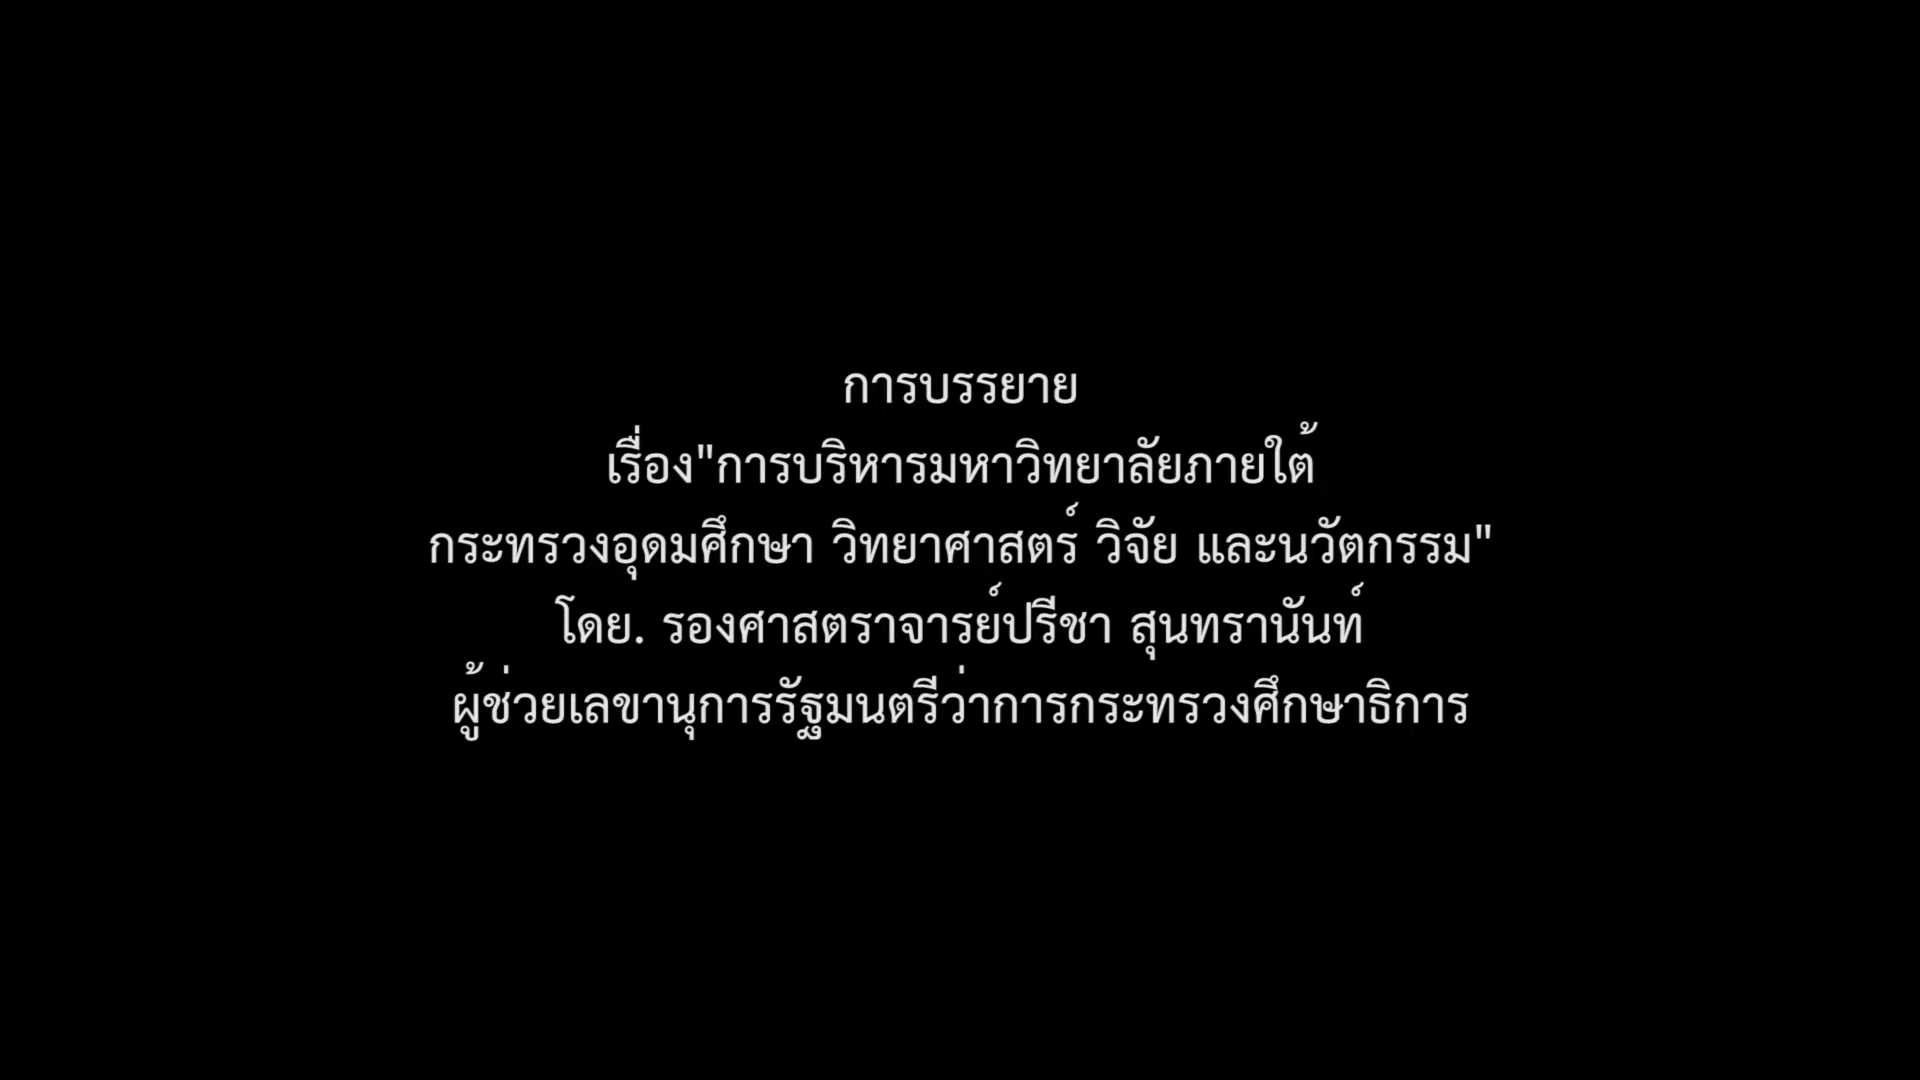 การบรรยาย
เรื่อง"การบริหารมหาวิทยาลัยภายใต้
กระทรวงอุดมศึกษา วิทยาศาสตร์ วิจัย และนวัตกรรม"
โดย. รองศาสตราจารย์ปรีชา สุนทรานันท์
ผู้ช่วยเลขานุการรัฐมนตรีว่าการกระทรวงศึกษาธิการ